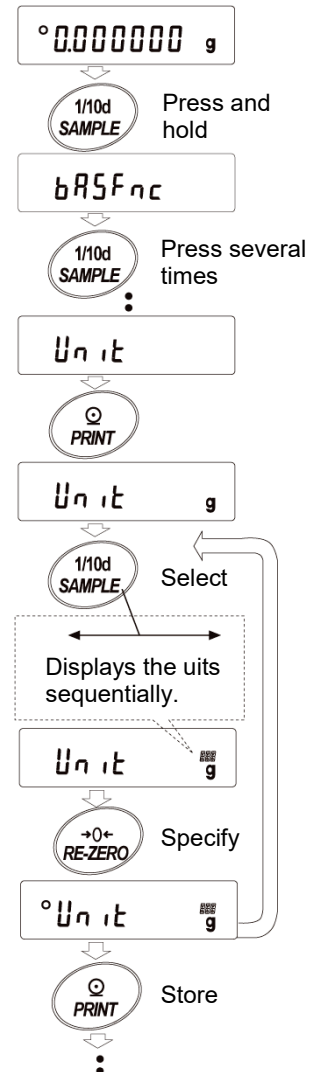 °0.000000 g
1/10d
SAMPLE
Press and
hold
bASFnc
1/10d
SAMPLE
Press several
times
Unit
PRINT
Unit g
1/10d
SAMPLE
Select
Displays the uits
sequentially.
Unit g
→0←
RE-ZERO
Specify
°Unit g
PRINT
Store